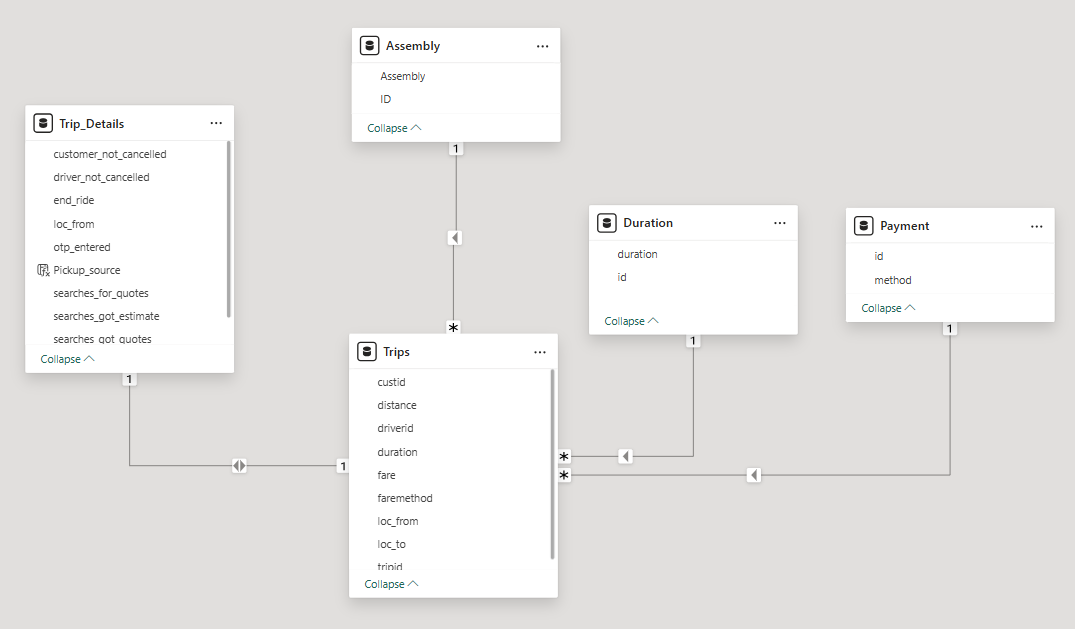 Assembly
Assembly
ID
Collapse
1
Trip_Details
customer_not_cancelled
driver_not_cancelled
end_ride
loc_from
otp_entered
Pickup_source
searches_for_quotes
searches_got_estimate
searches_got_quotes
Collapse
1
Duration
duration
id
Collapse
1
Payment
id
method
Collapse
1
*
Trips
custid
distance
driverid
duration
fare
faremethod
loc_from
loc_to
tripid
Collapse
1
*
*